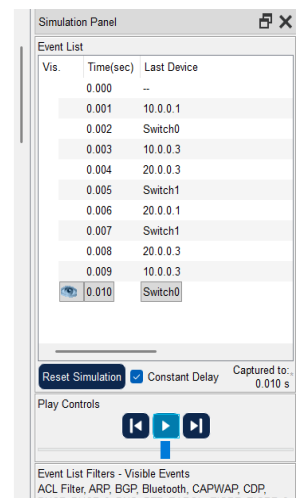 Simulation Panel
Event List
Vis. Time(sec) Last Device
0.000 --
0.001 10.0.0.1
0.002 Switch0
0.003 10.0.0.3
0.004 20.0.0.3
0.005 Switch1
0.006 20.0.0.1
0.007 Switch1
0.008 20.0.0.3
0.009 10.0.0.3
0.010 Switch0
Reset Simulation Constant Delay Captured to:
0.010 s
Play Controls
Event List Filters - Visible Events
ACL Filter, ARP, BGP, Bluetooth, CAPWAP, CDP,